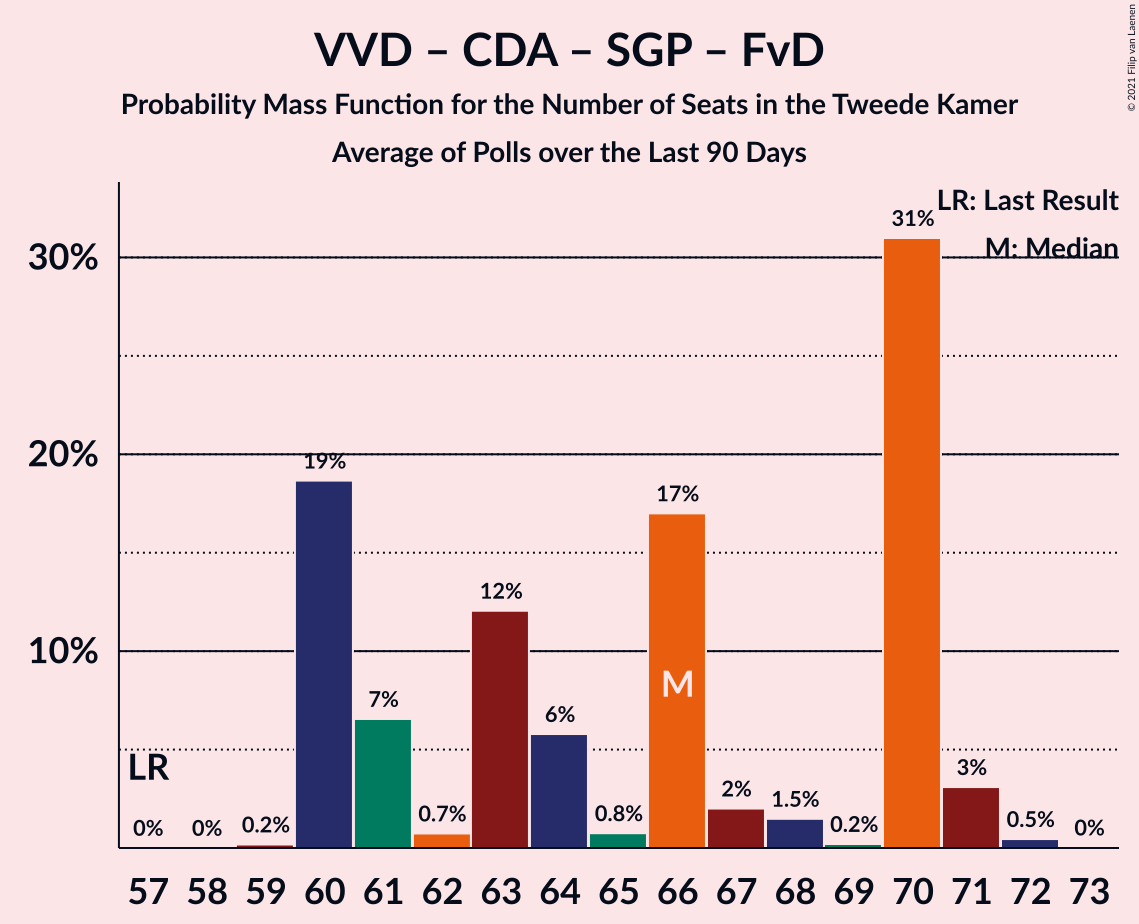 VVD – CDA – SGP – FvD
Probability Mass Function for the Number of Seats in the Tweede Kamer
Average of Polls over the Last 90 Days
© 2021 Filip van Laenen
LR: Last Result
M: Median
30%
20%
10%
0% 0% 0.2% 19% 7% 0.7% 12% 6% 0.8% 17% 2% 1.5% 0.2% 31% 3% 0.5% 0%
LR
M
57 58 59 60 61 62 63 64 65 66 67 68 69 70 71 72 73